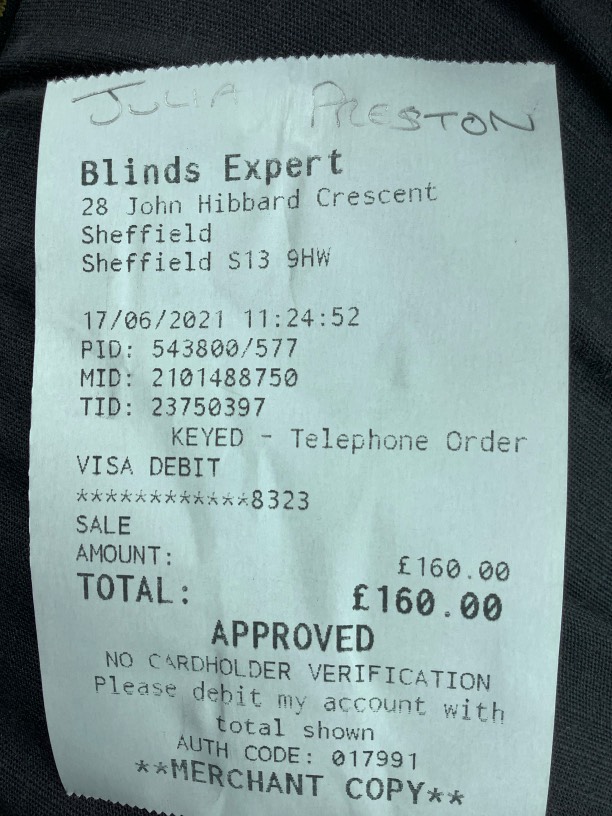 JULIA PRESTON
Blinds Expert
28 John Hibbard Crescent
Sheffield
Sheffield S13 9HW
17/06/2021 11:24:52
PID: 543800/577
MID: 2101488750
TID: 23750397
KEYED - Telephone Order
VISA DEBIT
************8323
SALE
AMOUNT: £160.00
TOTAL: £160.00
APPROVED
NO CARDHOLDER VERIFICATION
Please debit my account with
total shown
AUTH CODE: 017991
**MERCHANT COPY**